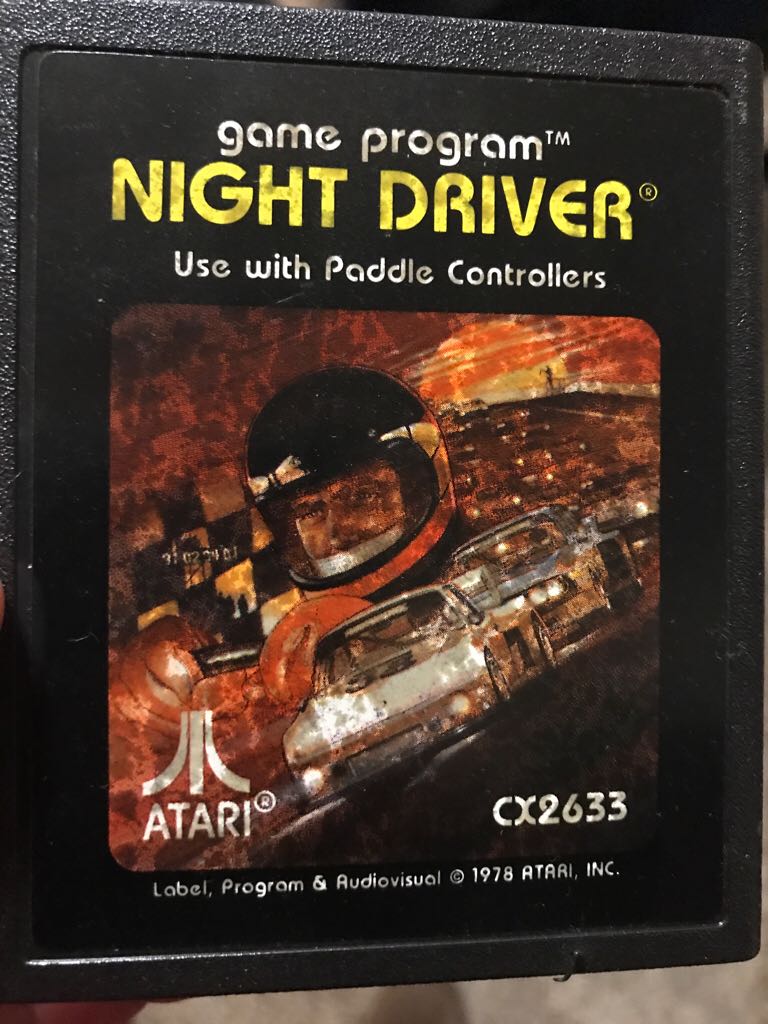 game program™
NIGHT DRIVER®
Use with Paddle Controllers
ATARI®
CX2633
Label, Program & Audiovisual © 1978 ATARI, INC.